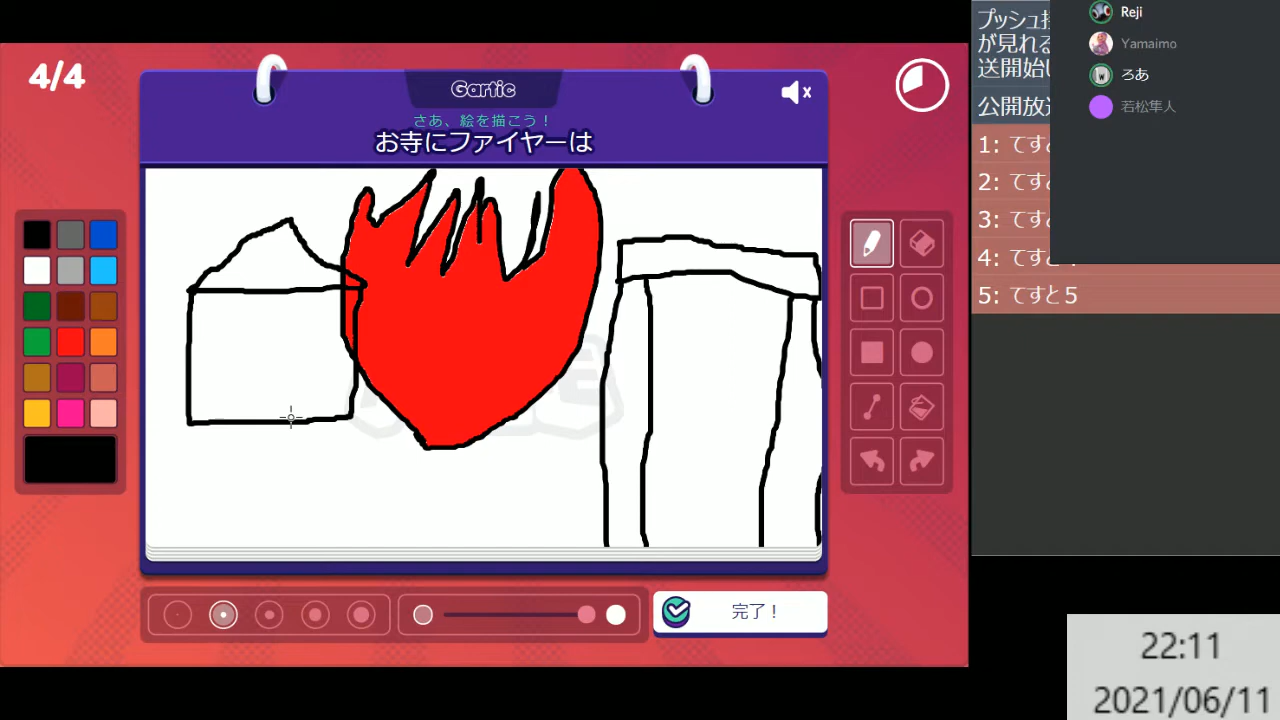 4/4
Gartic
さあ、絵を描こう！
お寺にファイヤーは
完了！
プッシュ
が見れる
送開始
公開放
1: てす
2: てす
3: てす
4: てす
5: てすと5
Reji
Yamaimo
ろあ
若松隼人
22:11
2021/06/11